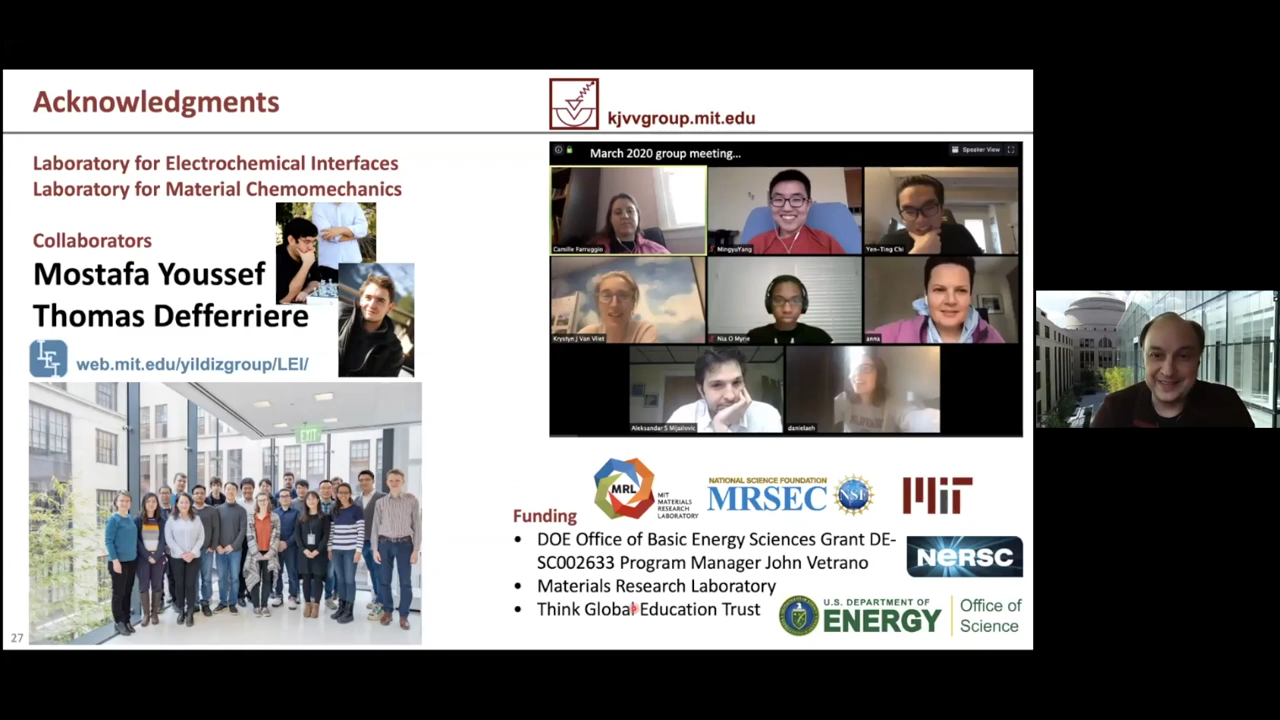 Acknowledgments
kjvvgroup.mit.edu
Laboratory for Electrochemical Interfaces
Laboratory for Material Chemomechanics
Collaborators
Mostafa Youssef
Thomas Defferriere
LEI
web.mit.edu/yildizgroup/LEI/
EXIT
27
March 2020 group meeting...
Speaker View
Camille Farruggio
MingyuYang
Yen-Ting Chi
Krystyn J Van Vliet
Nia O Myrie
anna
Aleksandar S Mijailovic
danielaeh
MRL
MIT
MATERIALS
RESEARCH
LABORATORY
NATIONAL SCIENCE FOUNDATION
MRSEC
NSF
MIT
Funding
• DOE Office of Basic Energy Sciences Grant DE-
SC002633 Program Manager John Vetrano
• Materials Research Laboratory
• Think Global Education Trust
NERSC
U.S. DEPARTMENT OF
ENERGY
Office of
Science